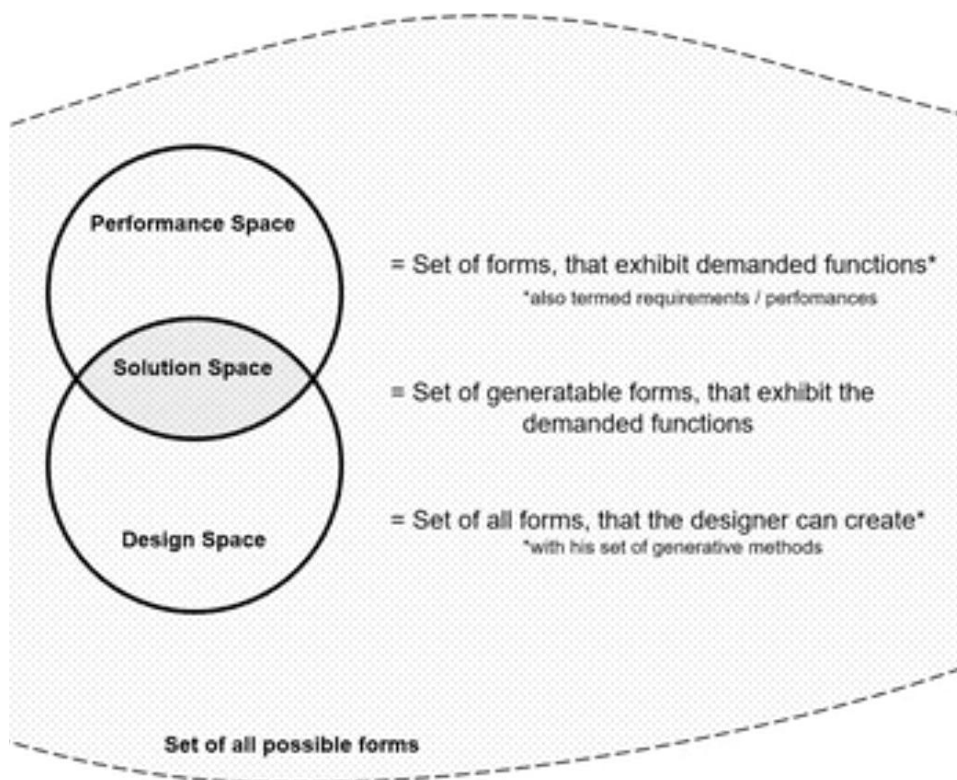 Performance Space
= Set of forms, that exhibit demanded functions*
*also termed requirements / perfomances
Solution Space
= Set of generatable forms, that exhibit the
demanded functions
= Set of all forms, that the designer can create*
*with his set of generative methods
Design Space
Set of all possible forms